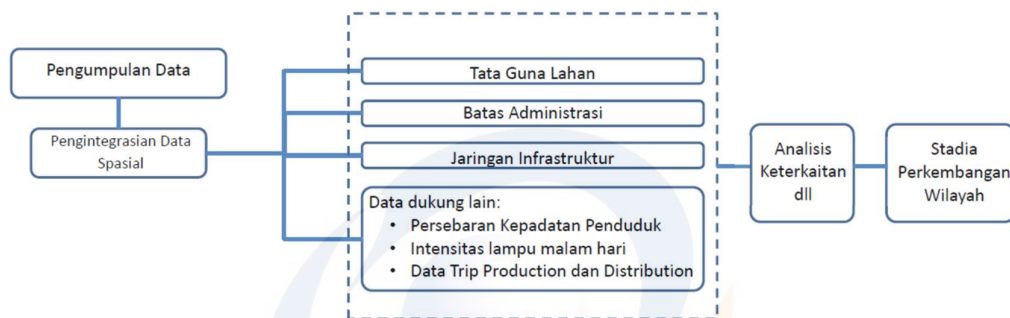 Pengumpulan Data
Pengintegrasian Data
Spasial
Tata Guna Lahan
Batas Administrasi
Jaringan Infrastruktur
Data dukung lain:
• Persebaran Kepadatan Penduduk
• Intensitas lampu malam hari
• Data Trip Production dan Distribution
Analisis
Keterkaitan
dll
Stadia
Perkembangan
Wilayah